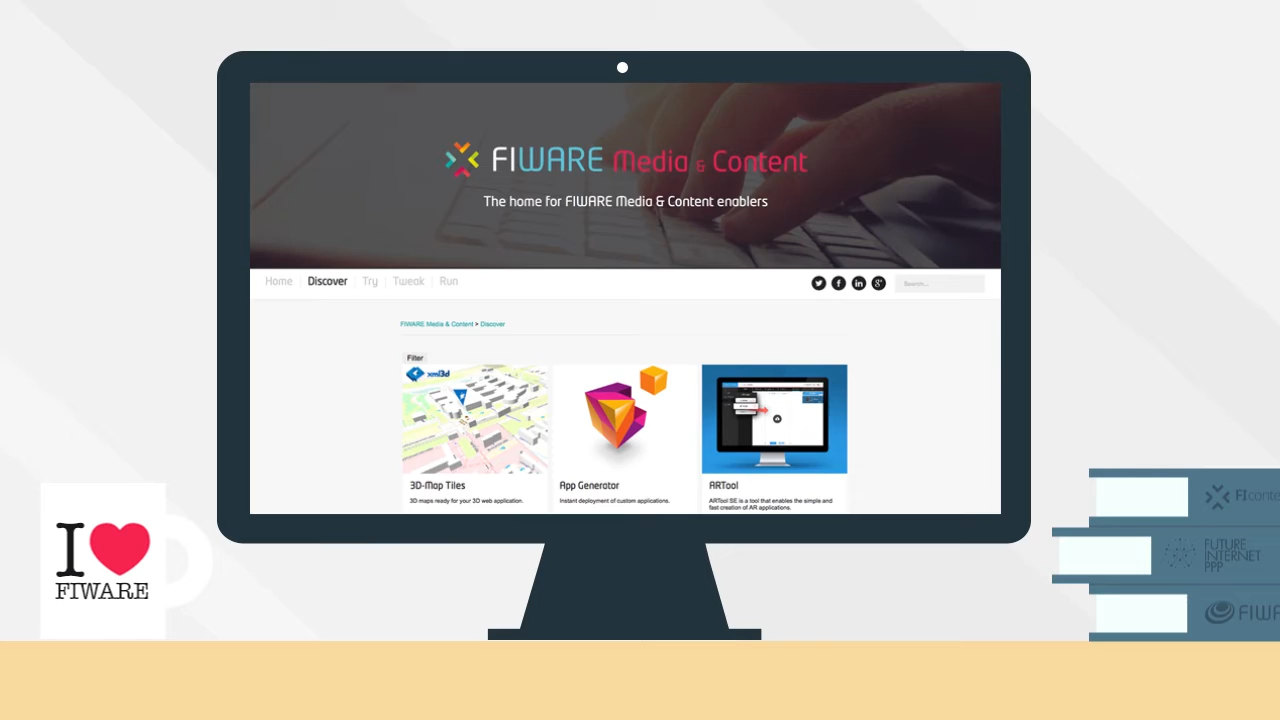 FIWARE Media & Content
The home for FIWARE Media & Content enablers
Home
Discover
Try
Tweak
Run
Search...
FIWARE Media & Content > Discover
Filter
xml3d
3D-Map Tiles
3D maps ready for your 3D web application.
App Generator
Instant deployment of custom applications.
ARTool
ARTool SE is a tool that enables the simple and
fast creation of AR applications.
I
FIWARE
FIconte
FUTURE
INTERNET
PPP
FIWA